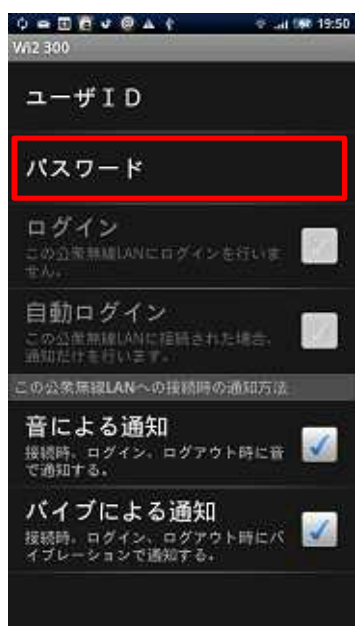 19:50
Wi2 300
ユーザID
パスワード
ログイン
この公衆無線LANにログインを行いま
せん。
自動ログイン
この公衆無線LANに接続された場合、
通知だけを行います。
この公衆無線LANへの接続時の通知方法
音による通知
接続時、ログイン、ログアウト時に音
で通知する。
バイブによる通知
接続時、ログイン、ログアウト時にバ
イブレーションで通知する。